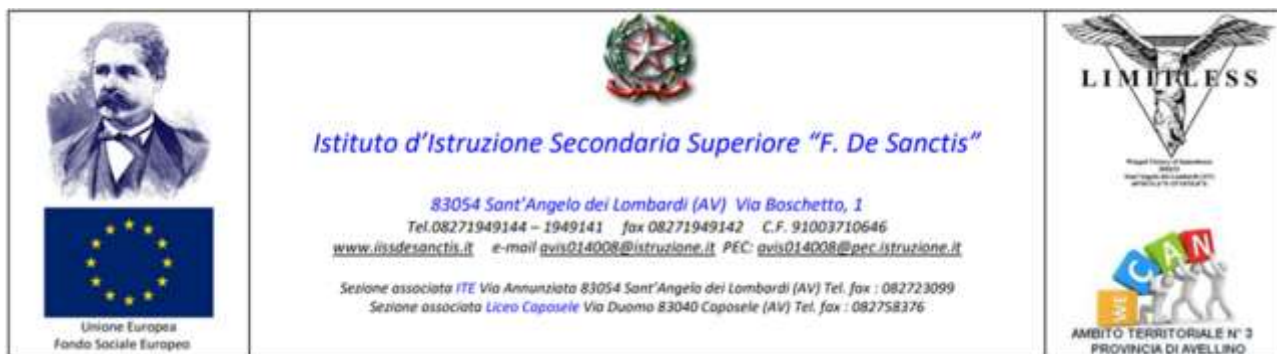 Unione Europea
Fondo Sociale Europeo
Istituto d'Istruzione Secondaria Superiore "F. De Sanctis"
83054 Sant'Angelo dei Lombardi (AV) Via Boschetto, 1
Tel.08271949144 – 1949141 fax 08271949142 C.F. 91003710646
www.iissdesanctis.it e-mail avis014008@istruzione.it PEC: avis014008@pec.istruzione.it
Sezione associata ITE Via Annunziata 83054 Sant'Angelo dei Lombardi (AV) Tel. fax : 082723099
Sezione associata Liceo Caposele Via Duomo 83040 Caposele (AV) Tel. fax : 082758376
LIMITLESS
WE CAN
AMBITO TERRITORIALE N° 3
PROVINCIA DI AVELLINO